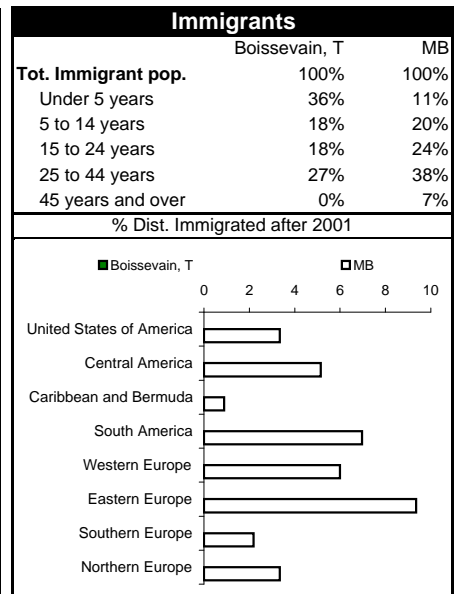 Immigrants
Boissevain, T MB
Tot. Immigrant pop. 100% 100%
Under 5 years 36% 11%
5 to 14 years 18% 20%
15 to 24 years 18% 24%
25 to 44 years 27% 38%
45 years and over 0% 7%
% Dist. Immigrated after 2001
Boissevain, T MB
0 2 4 6 8 10
United States of America
Central America
Caribbean and Bermuda
South America
Western Europe
Eastern Europe
Southern Europe
Northern Europe